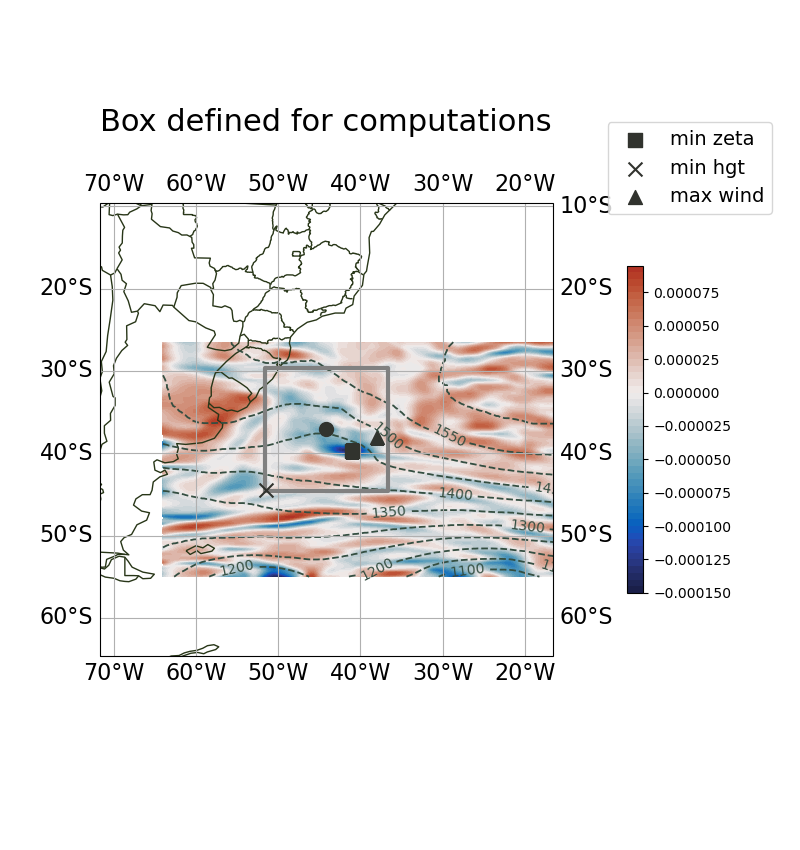 Box defined for computations
min zeta
min hgt
max wind
70°W 60°W 50°W 40°W 30°W 20°W
10°S
20°S 20°S
30°S 30°S
40°S 40°S
50°S 50°S
60°S 60°S
70°W 60°W 50°W 40°W 30°W 20°W
1500
1550
1400
1350
1300
1200
1200
1100
0.000075
0.000050
0.000025
0.000000
−0.000025
−0.000050
−0.000075
−0.000100
−0.000125
−0.000150